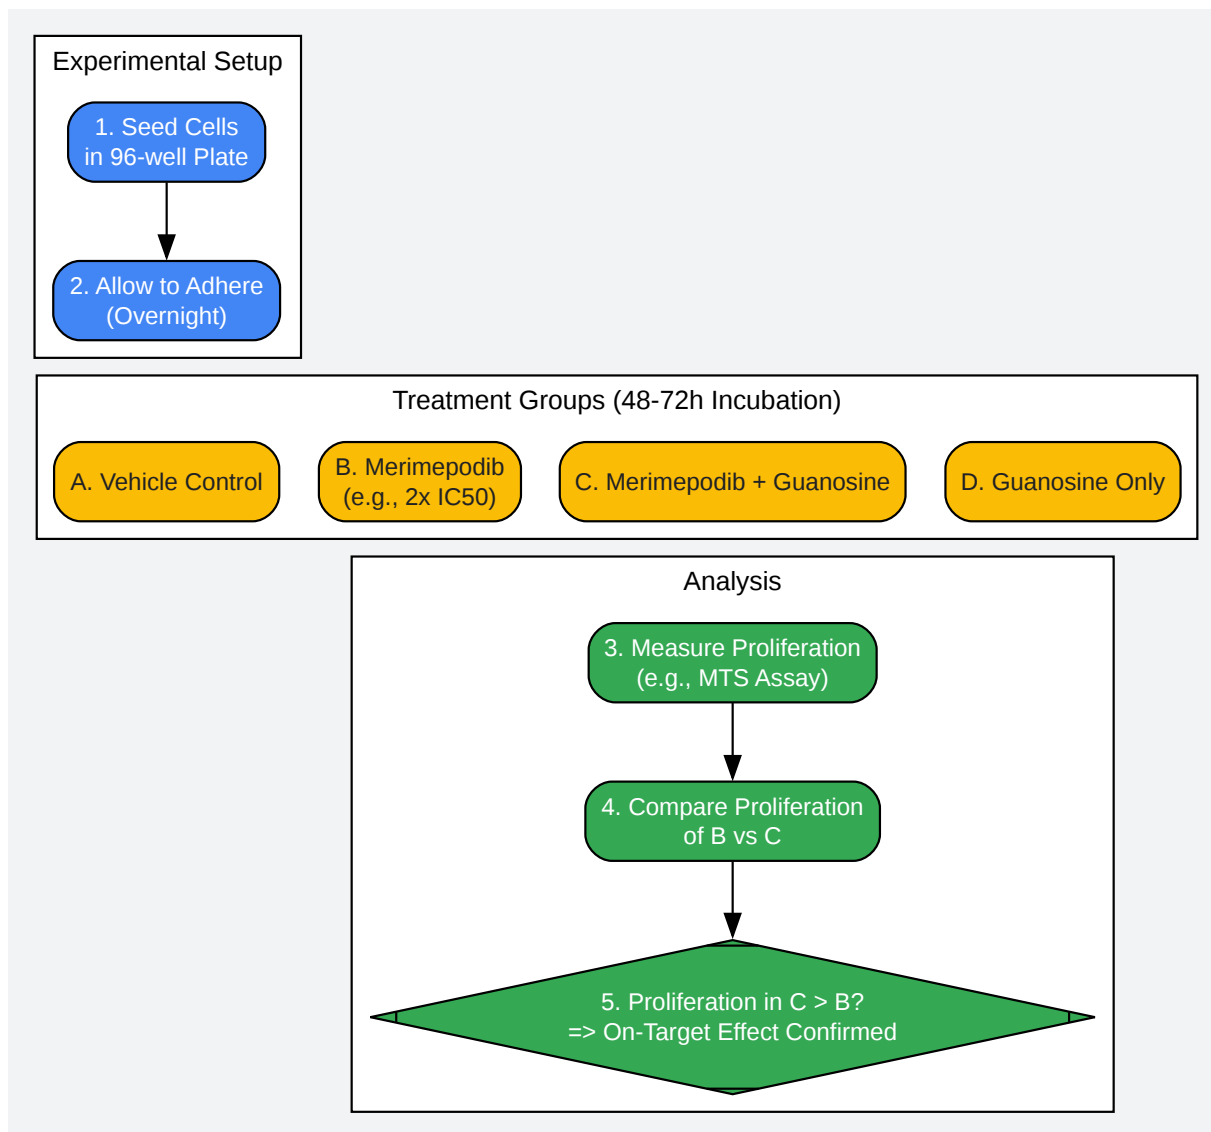 Experimental Setup
1. Seed Cells
in 96-well Plate
2. Allow to Adhere
(Overnight)
Treatment Groups (48-72h Incubation)
A. Vehicle Control
B. Merimepodib
(e.g., 2x IC50)
C. Merimepodib + Guanosine
D. Guanosine Only
Analysis
3. Measure Proliferation
(e.g., MTS Assay)
4. Compare Proliferation
of B vs C
5. Proliferation in C > B?
=> On-Target Effect Confirmed